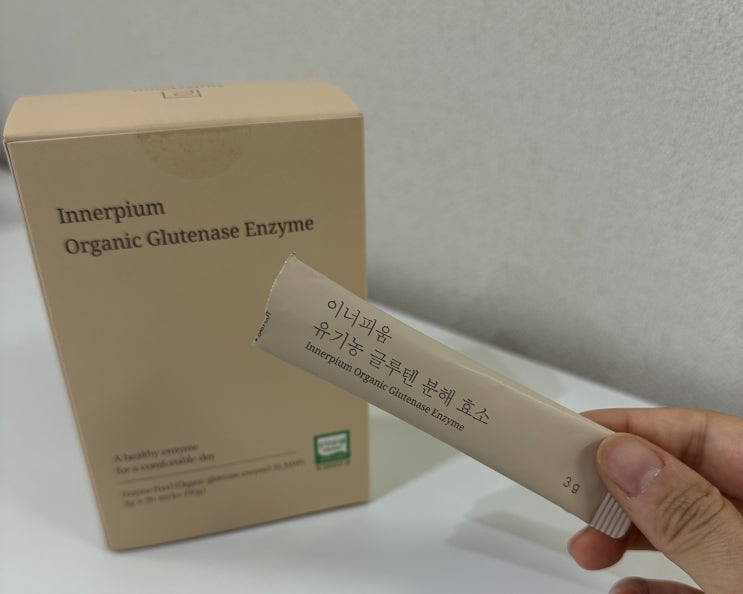 Innerpium
Organic Glutenase Enzyme
A healthy enzyme
for a comfortable day
이너피움
유기농 글루텐 분해 효소
Innerpium Organic Glutenase Enzyme
3 g